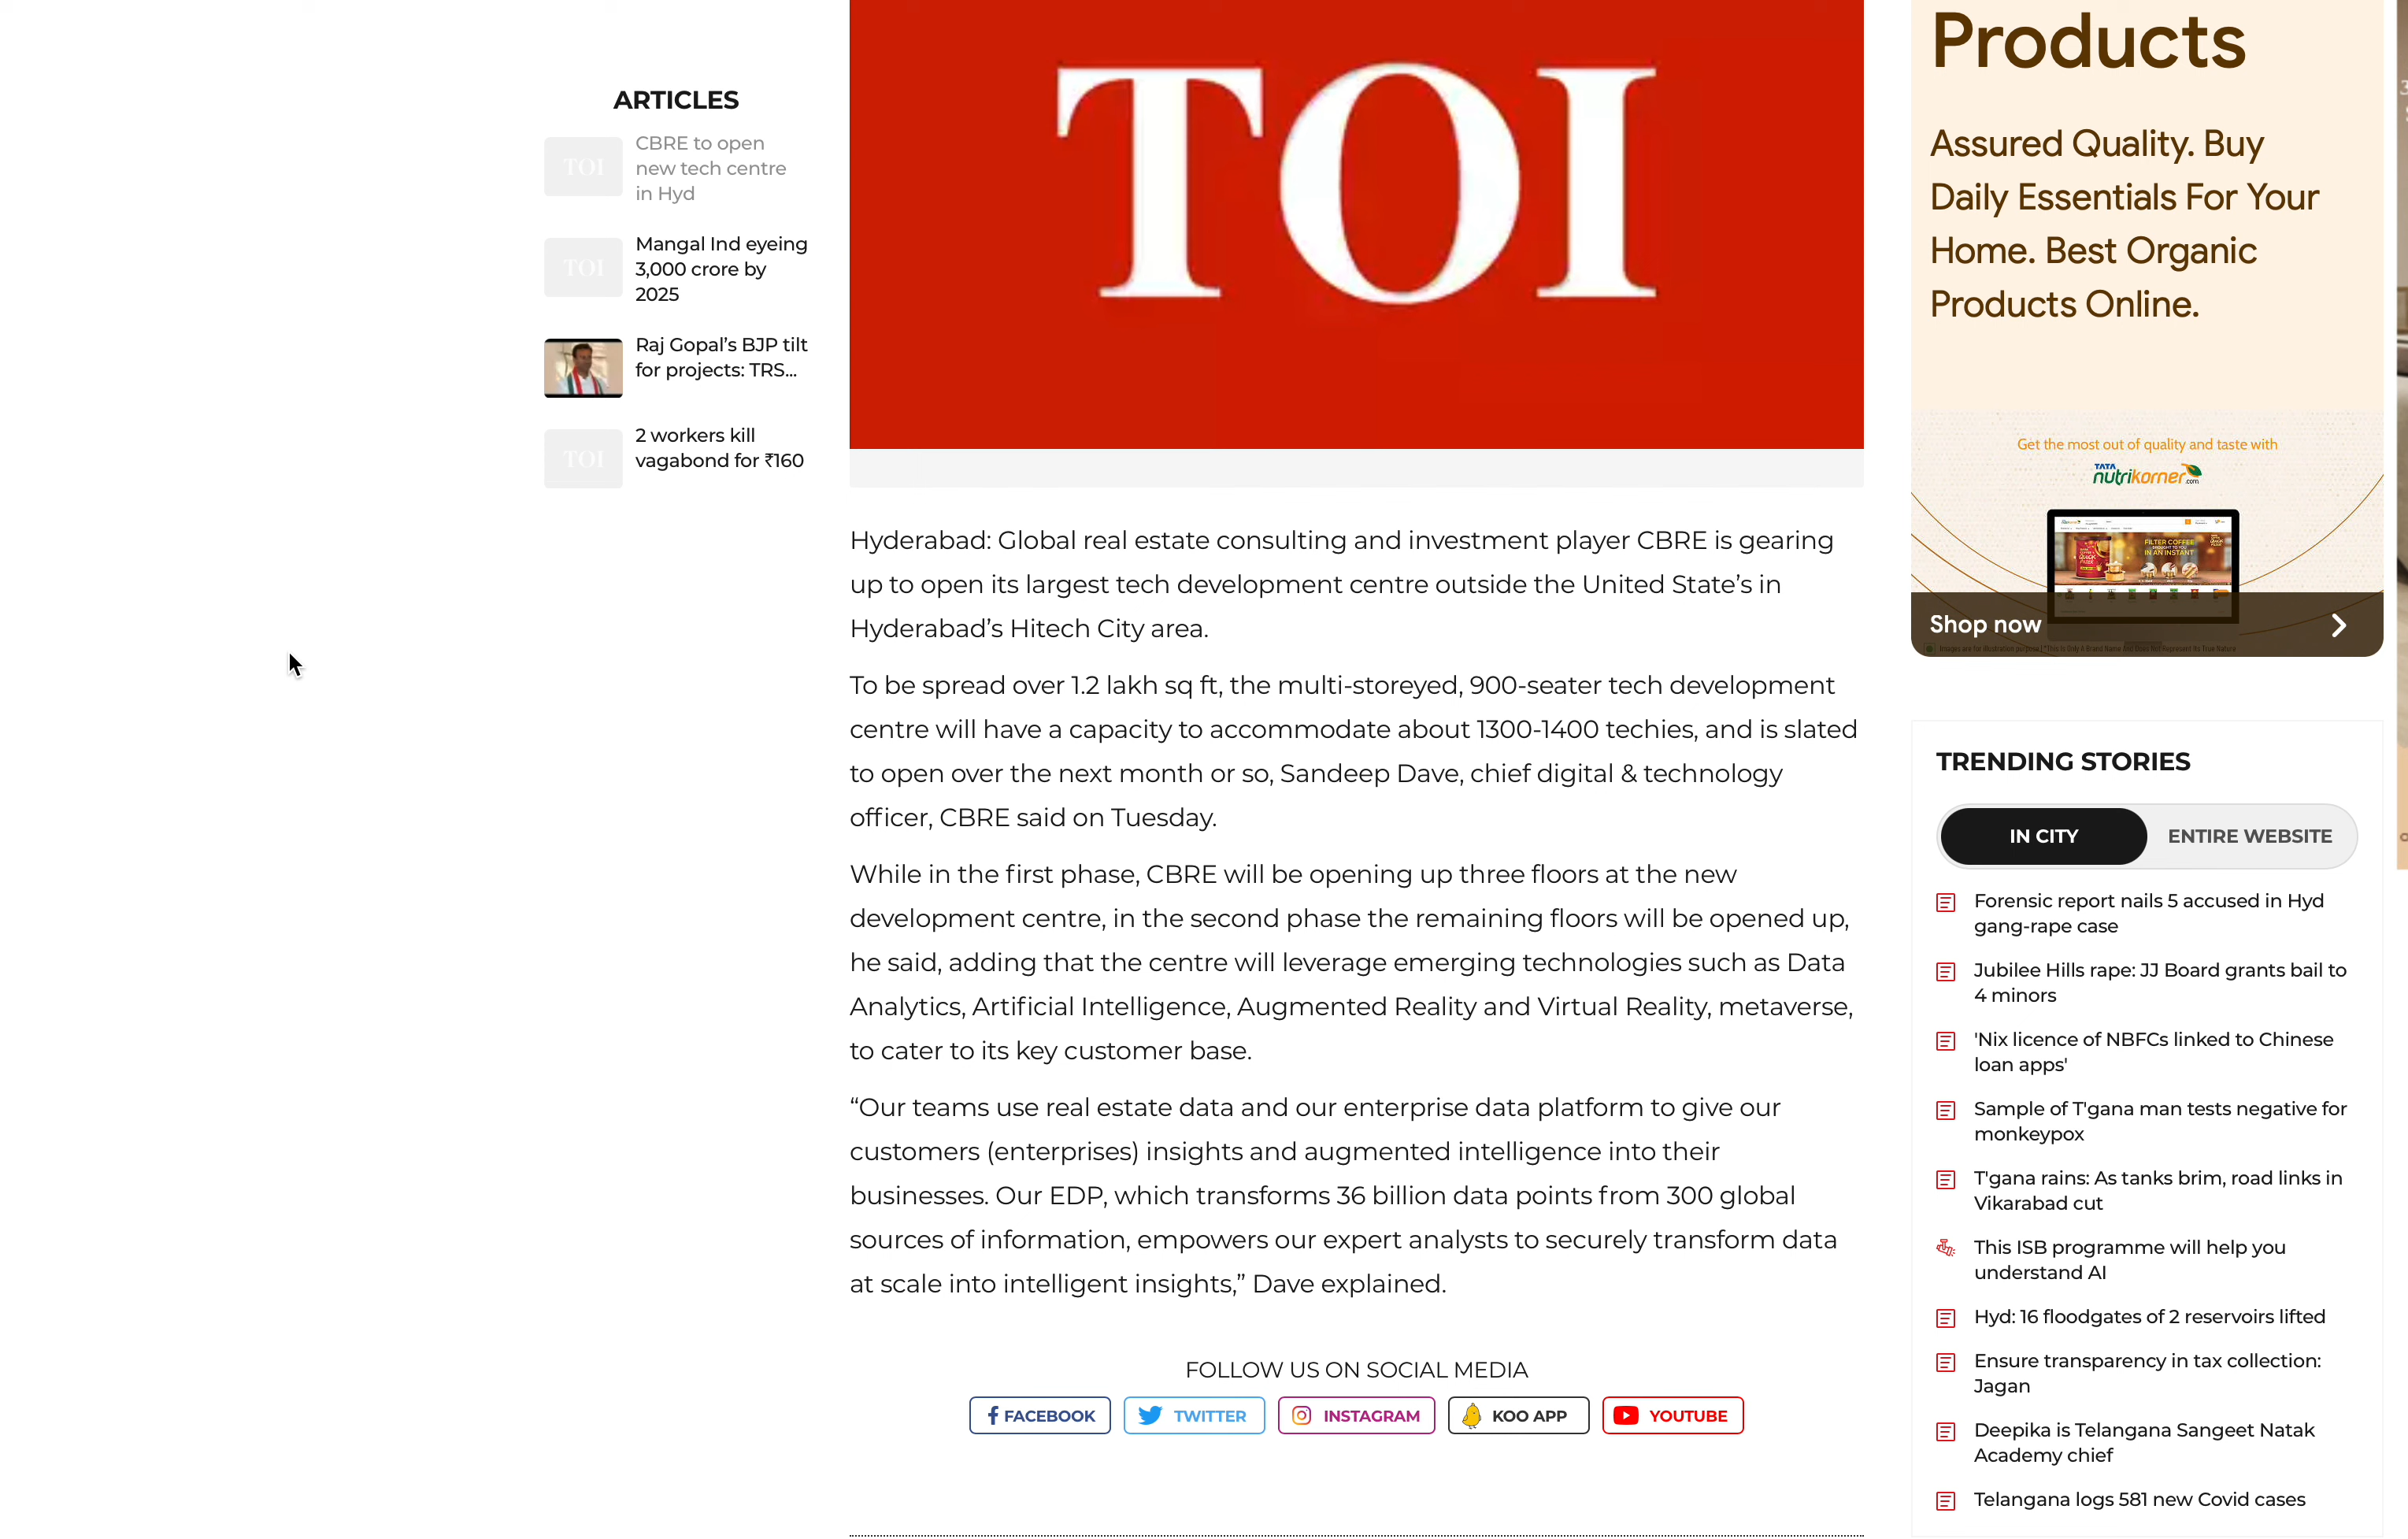 ARTICLES
TOI
CBRE to open
new tech centre
in Hyd
TOI
Mangal Ind eyeing
3,000 crore by
2025
Raj Gopal’s BJP tilt
for projects: TRS...
TOI
2 workers kill
vagabond for ₹160
TOI
Hyderabad: Global real estate consulting and investment player CBRE is gearing
up to open its largest tech development centre outside the United State’s in
Hyderabad’s Hitech City area.
To be spread over 1.2 lakh sq ft, the multi-storeyed, 900-seater tech development
centre will have a capacity to accommodate about 1300-1400 techies, and is slated
to open over the next month or so, Sandeep Dave, chief digital & technology
officer, CBRE said on Tuesday.
While in the first phase, CBRE will be opening up three floors at the new
development centre, in the second phase the remaining floors will be opened up,
he said, adding that the centre will leverage emerging technologies such as Data
Analytics, Artificial Intelligence, Augmented Reality and Virtual Reality, metaverse,
to cater to its key customer base.
“Our teams use real estate data and our enterprise data platform to give our
customers (enterprises) insights and augmented intelligence into their
businesses. Our EDP, which transforms 36 billion data points from 300 global
sources of information, empowers our expert analysts to securely transform data
at scale into intelligent insights,” Dave explained.
FOLLOW US ON SOCIAL MEDIA
FACEBOOK TWITTER INSTAGRAM KOO APP YOUTUBE
Products
Assured Quality. Buy
Daily Essentials For Your
Home. Best Organic
Products Online.
Get the most out of quality and taste with
TATA
nutrikorner.com
FILTER COFFEE
IN AN INSTANT
Shop now
TRENDING STORIES
IN CITY ENTIRE WEBSITE
Forensic report nails 5 accused in Hyd
gang-rape case
Jubilee Hills rape: JJ Board grants bail to
4 minors
'Nix licence of NBFCs linked to Chinese
loan apps'
Sample of T'gana man tests negative for
monkeypox
T'gana rains: As tanks brim, road links in
Vikarabad cut
This ISB programme will help you
understand AI
Hyd: 16 floodgates of 2 reservoirs lifted
Ensure transparency in tax collection:
Jagan
Deepika is Telangana Sangeet Natak
Academy chief
Telangana logs 581 new Covid cases